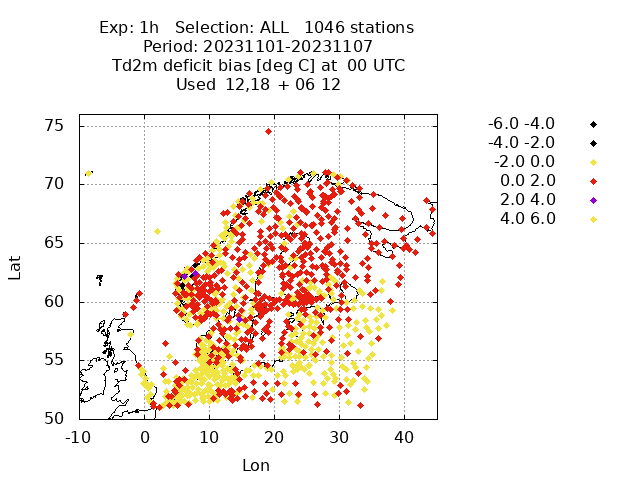 Exp: 1h   Selection: ALL   1046 stations
Period: 20231101-20231107
Td2m deficit bias [deg C] at  00 UTC
Used  12,18 + 06 12
-6.0 -4.0
-4.0 -2.0
-2.0 0.0
0.0 2.0
2.0 4.0
4.0 6.0
75
70
65
60
55
50
Lat
-10 0 10 20 30 40
Lon